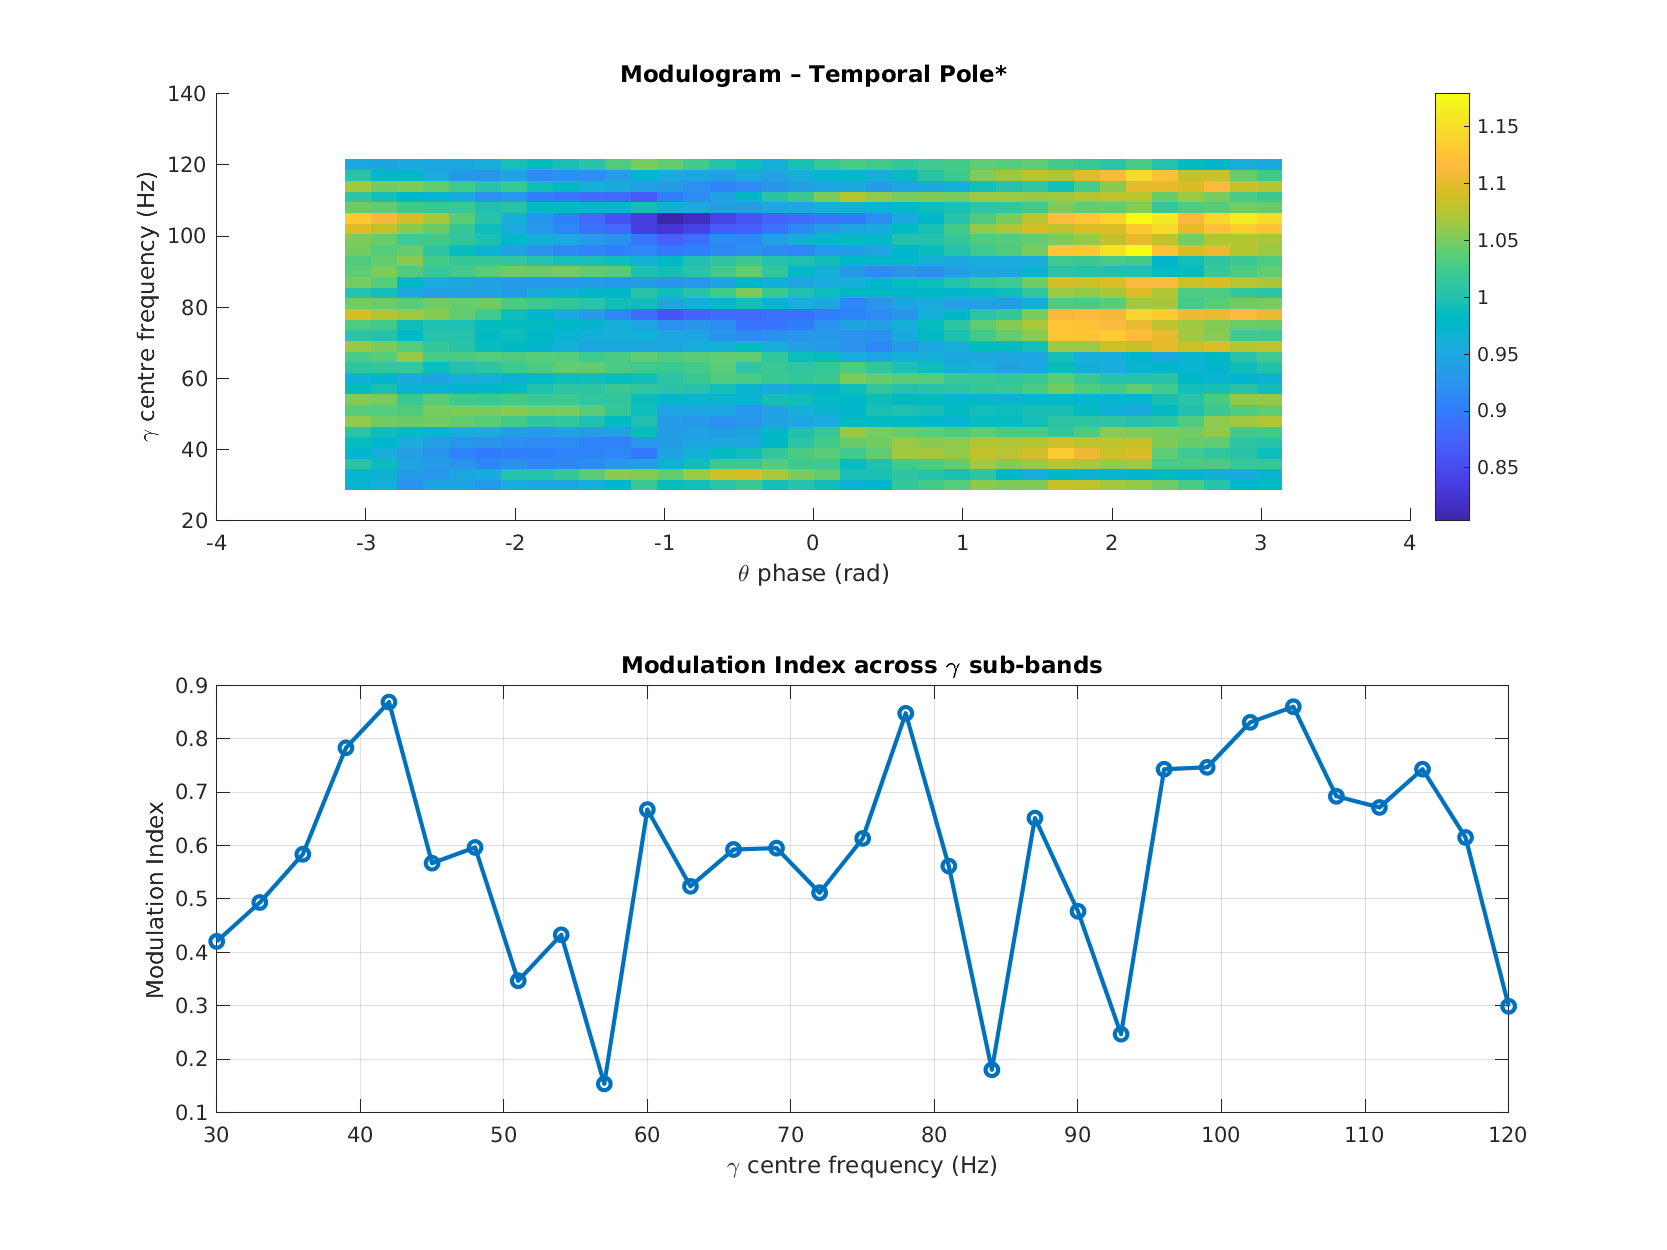 Modulogram – Temporal Pole*
140
120
100
80
60
40
20
γ centre frequency (Hz)
-4 -3 -2 -1 0 1 2 3 4
θ phase (rad)
1.15
1.1
1.05
1
0.95
0.9
0.85
Modulation Index across γ sub-bands
0.9
0.8
0.7
0.6
0.5
0.4
0.3
0.2
0.1
Modulation Index
30 40 50 60 70 80 90 100 110 120
γ centre frequency (Hz)